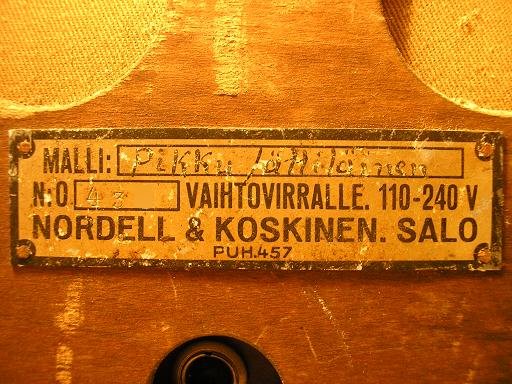 MALLI: Pikku Jättiläinen
N:O. 43 VAIHTOVIRRALLE. 110-240 V
NORDELL & KOSKINEN. SALO
PUH.457